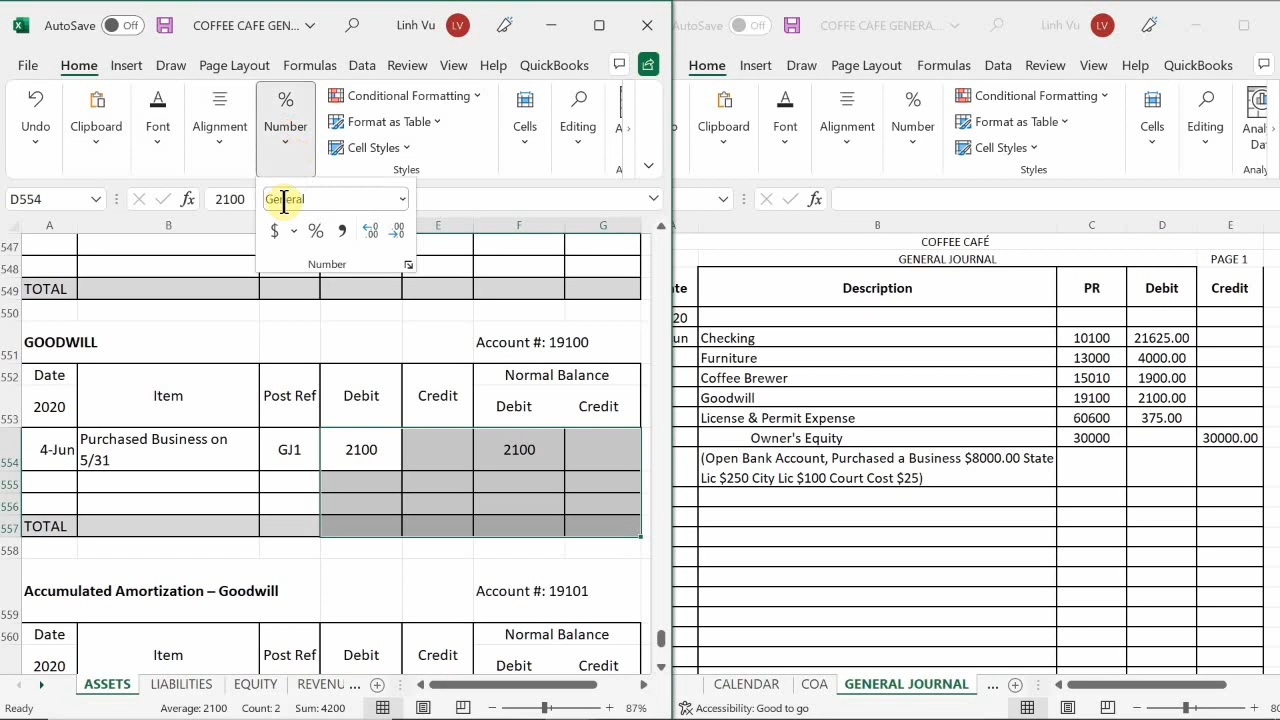 AutoSave Off COFFEE CAFE GEN... Linh Vu LV
File Home Insert Draw Page Layout Formulas Data Review View Help QuickBooks
Undo Clipboard Font Alignment Number Conditional Formatting Cells Editing
Format as Table
Cell Styles
Styles
D554 fx 2100
General
$ % , .00 .00
Number
A B E G
547
548
549 TOTAL
550
551 GOODWILL Account #: 19100
552 Date Item Post Ref Debit Credit Normal Balance
553 2020 Debit Credit
554 4-Jun Purchased Business on GJ1 2100 2100
5/31
555
556
557 TOTAL
558
559 Accumulated Amortization – Goodwill Account #: 19101
560 Date Item Post Ref Debit Credit Normal Balance
2020 Debit Credit
ASSETS LIABILITIES EQUITY REVENU ...
Ready Average: 2100 Count: 2 Sum: 4200 87%
AutoSave Off COFFEE CAFE GENERA... Linh Vu LV
Home Insert Draw Page Layout Formulas Data Review View Help QuickBooks
Clipboard Font Alignment Number Conditional Formatting Cells Editing
Format as Table
Cell Styles
Styles
fx
B C D E
COFFEE CAFÉ
GENERAL JOURNAL PAGE 1
Description PR Debit Credit
20
un Checking 10100 21625.00
Furniture 13000 4000.00
Coffee Brewer 15010 1900.00
Goodwill 19100 2100.00
License & Permit Expense 60600 375.00
Owner's Equity 30000 30000.00
(Open Bank Account, Purchased a Business $8000.00 State
Lic $250 City Lic $100 Court Cost $25)
CALENDAR COA GENERAL JOURNAL ...
Accessibility: Good to go